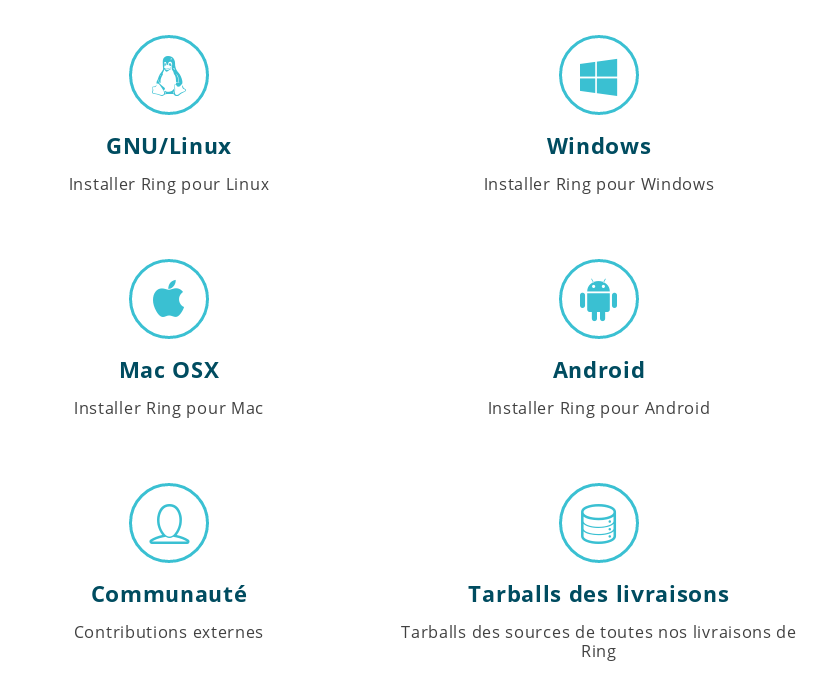 GNU/Linux
Installer Ring pour Linux
Windows
Installer Ring pour Windows
Mac OSX
Installer Ring pour Mac
Android
Installer Ring pour Android
Communauté
Contributions externes
Tarballs des livraisons
Tarballs des sources de toutes nos livraisons de
Ring